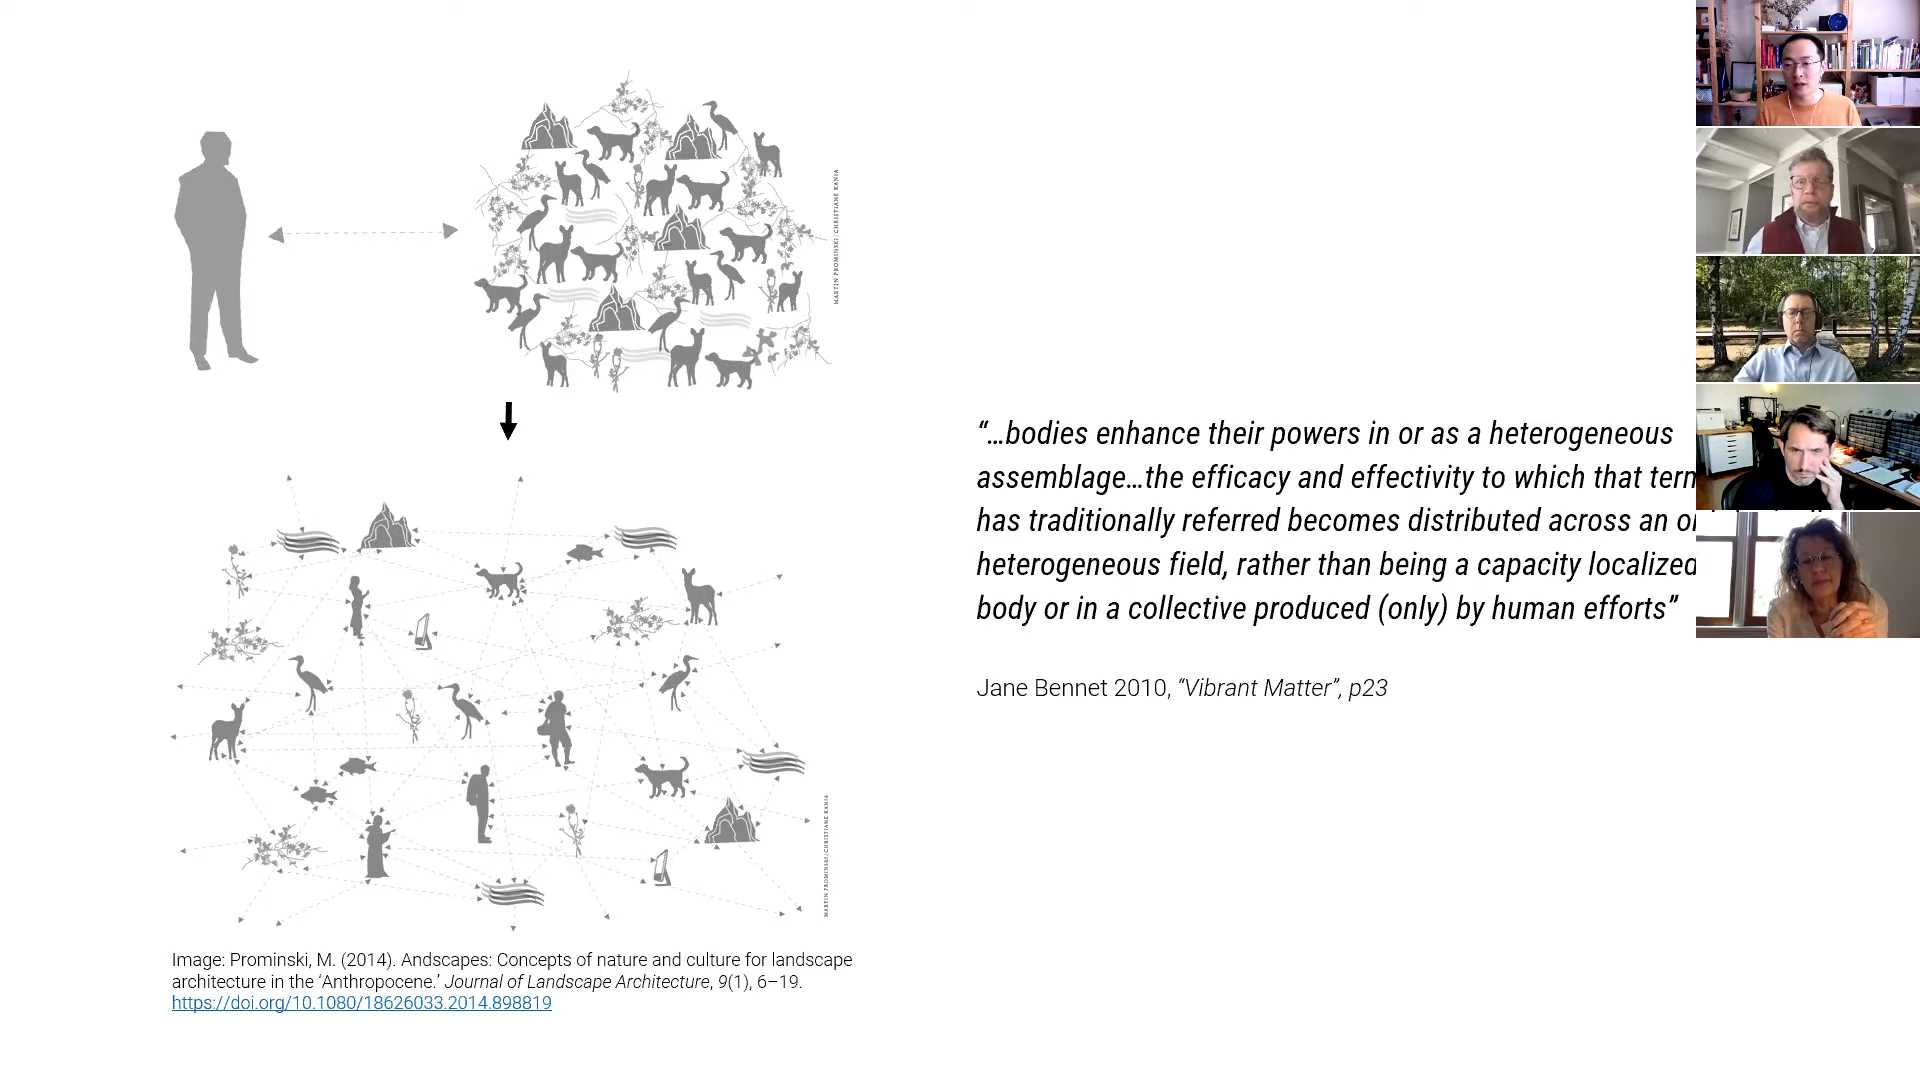 MARTIN PROMINSKI/CHRISTIANE KANIA
“…bodies enhance their powers in or as a heterogeneous
assemblage…the efficacy and effectivity to which that
has traditionally referred becomes distributed across an
heterogeneous field, rather than being a capacity localized
body or in a collective produced (only) by human efforts”
Jane Bennet 2010, “Vibrant Matter”, p23
MARTIN PROMINSKI/CHRISTIANE KANIA
Image: Prominski, M. (2014). Andscapes: Concepts of nature and culture for landscape
architecture in the ‘Anthropocene.’ Journal of Landscape Architecture, 9(1), 6–19.
https://doi.org/10.1080/18626033.2014.898819